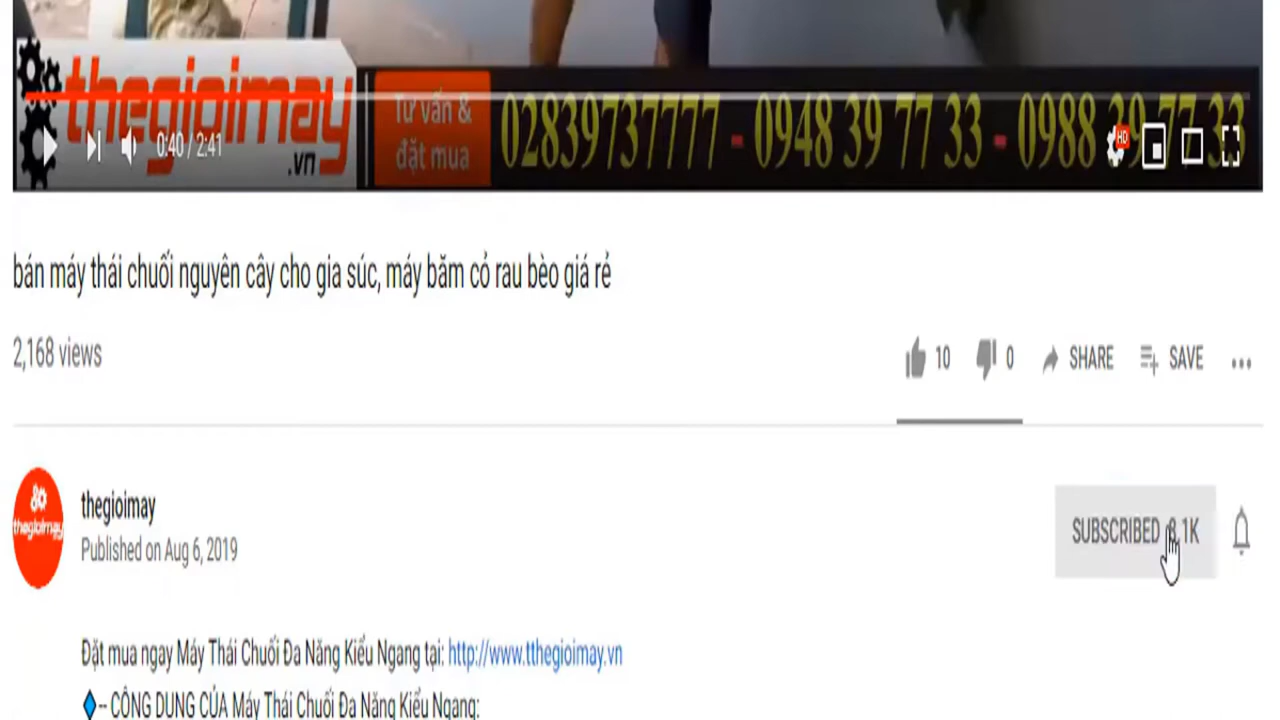 thegioimay
.vn
Tư vấn &
đặt mua
02839737777 - 0948 39 77 33 - 0988 39 77 33
0:40 / 2:41
HD
bán máy thái chuối nguyên cây cho gia súc, máy băm cỏ rau bèo giá rẻ
2,168 views
10 0 SHARE SAVE
thegioimay
thegioimay
Published on Aug 6, 2019
SUBSCRIBED
Đặt mua ngay Máy Thái Chuối Đa Năng Kiểu Ngang tại: http://www.tthegioimay.vn
-- CÔNG DỤNG CỦA Máy Thái Chuối Đa Năng Kiểu Ngang: